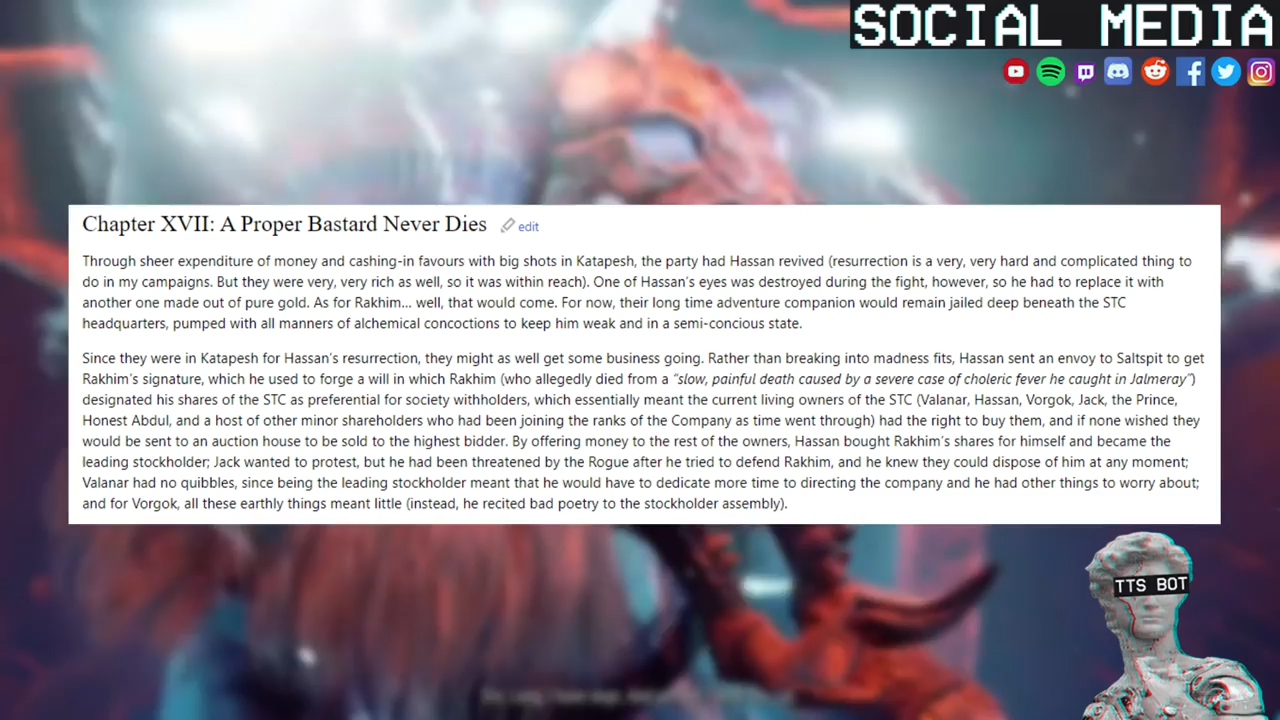 SOCIAL MEDIA
Chapter XVII: A Proper Bastard Never Dies edit
Through sheer expenditure of money and cashing-in favours with big shots in Katapesh, the party had Hassan revived (resurrection is a very, very hard and complicated thing to
do in my campaigns. But they were very, very rich as well, so it was within reach). One of Hassan's eyes was destroyed during the fight, however, so he had to replace it with
another one made out of pure gold. As for Rakhim... well, that would come. For now, their long time adventure companion would remain jailed deep beneath the STC
headquarters, pumped with all manners of alchemical concoctions to keep him weak and in a semi-concious state.
Since they were in Katapesh for Hassan's resurrection, they might as well get some business going. Rather than breaking into madness fits, Hassan sent an envoy to Saltspit to get
Rakhim's signature, which he used to forge a will in which Rakhim (who allegedly died from a "slow, painful death caused by a severe case of choleric fever he caught in Jalmeray")
designated his shares of the STC as preferential for society withholders, which essentially meant the current living owners of the STC (Valanar, Hassan, Vorgok, Jack, the Prince,
Honest Abdul, and a host of other minor shareholders who had been joining the ranks of the Company as time went through) had the right to buy them, and if none wished they
would be sent to an auction house to be sold to the highest bidder. By offering money to the rest of the owners, Hassan bought Rakhim's shares for himself and became the
leading stockholder; Jack wanted to protest, but he had been threatened by the Rogue after he tried to defend Rakhim, and he knew they could dispose of him at any moment;
Valanar had no quibbles, since being the leading stockholder meant that he would have to dedicate more time to directing the company and he had other things to worry about;
and for Vorgok, all these earthly things meant little (instead, he recited bad poetry to the stockholder assembly).
TTS BOT